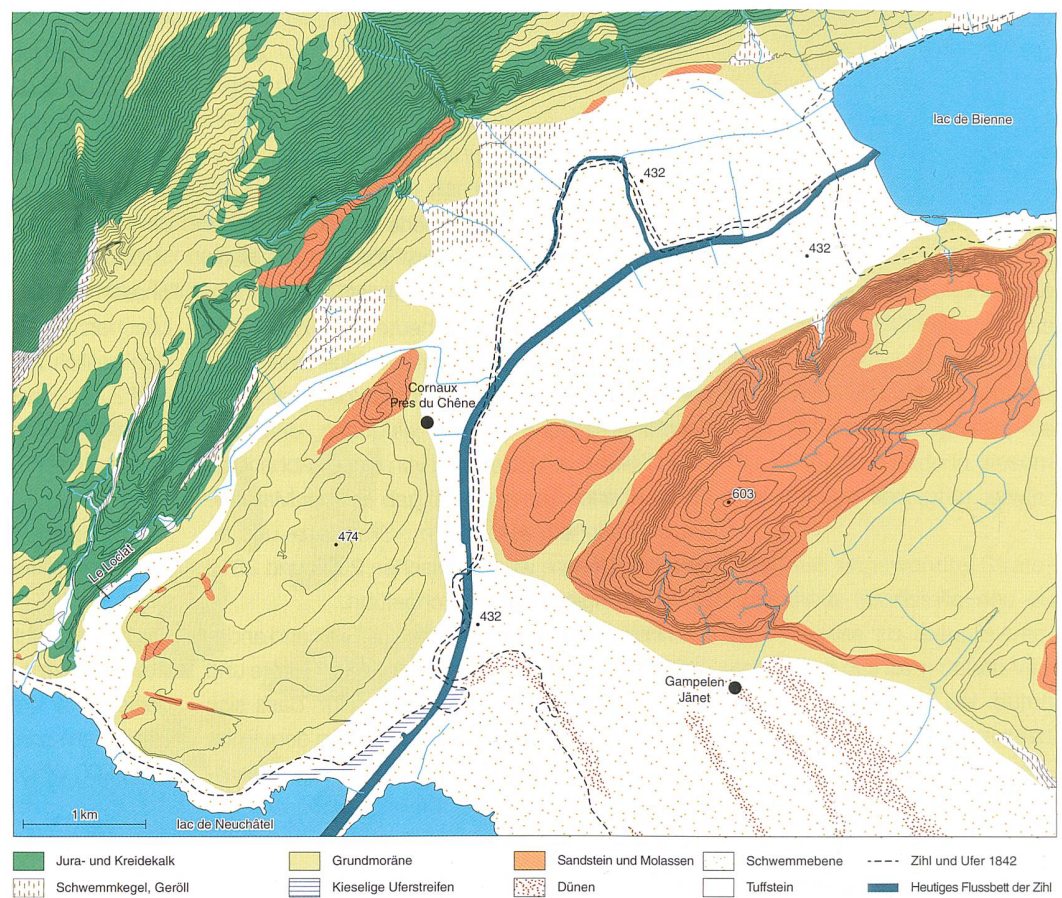 lac de Bienne
432
432
Cornaux
Prés du Chêne
603
474
Le Loclat
432
Gampelen
Jänet
1 km
lac de Neuchâtel
Jura- und Kreidekalk
Grundmoräne
Sandstein und Molassen
Schwemmebene
Zihl und Ufer 1842
Schwemmkegel, Geröll
Kieselige Uferstreifen
Dünen
Tuffstein
Heutiges Flussbett der Zihl